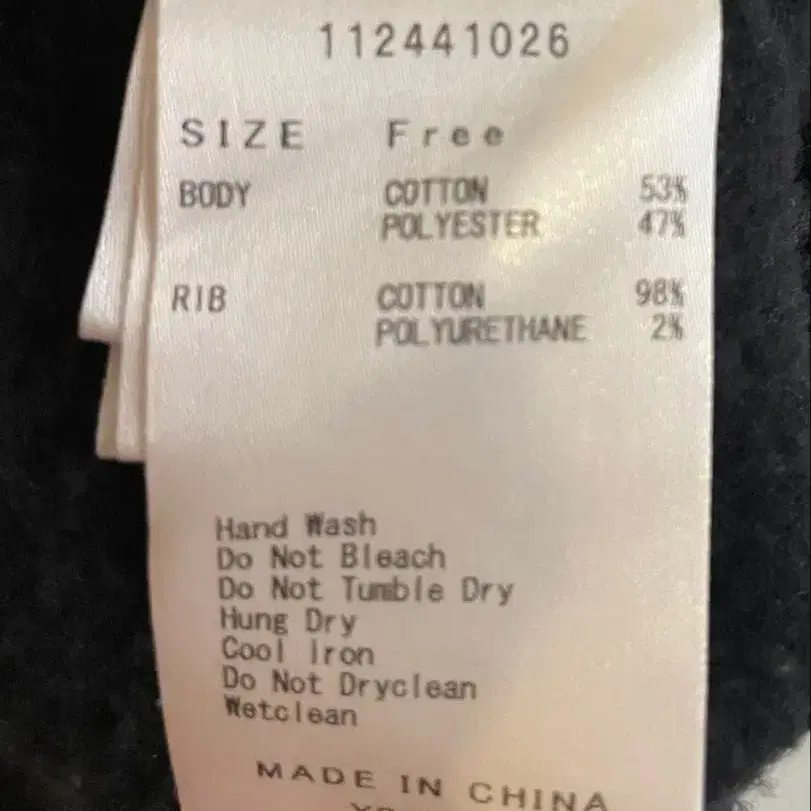 112441026
SIZE Free
BODY COTTON 53%
POLYESTER 47%
RIB COTTON 98%
POLYURETHANE 2%
Hand Wash
Do Not Bleach
Do Not Tumble Dry
Hung Dry
Cool Iron
Do Not Dryclean
Wetclean
MADE IN CHINA